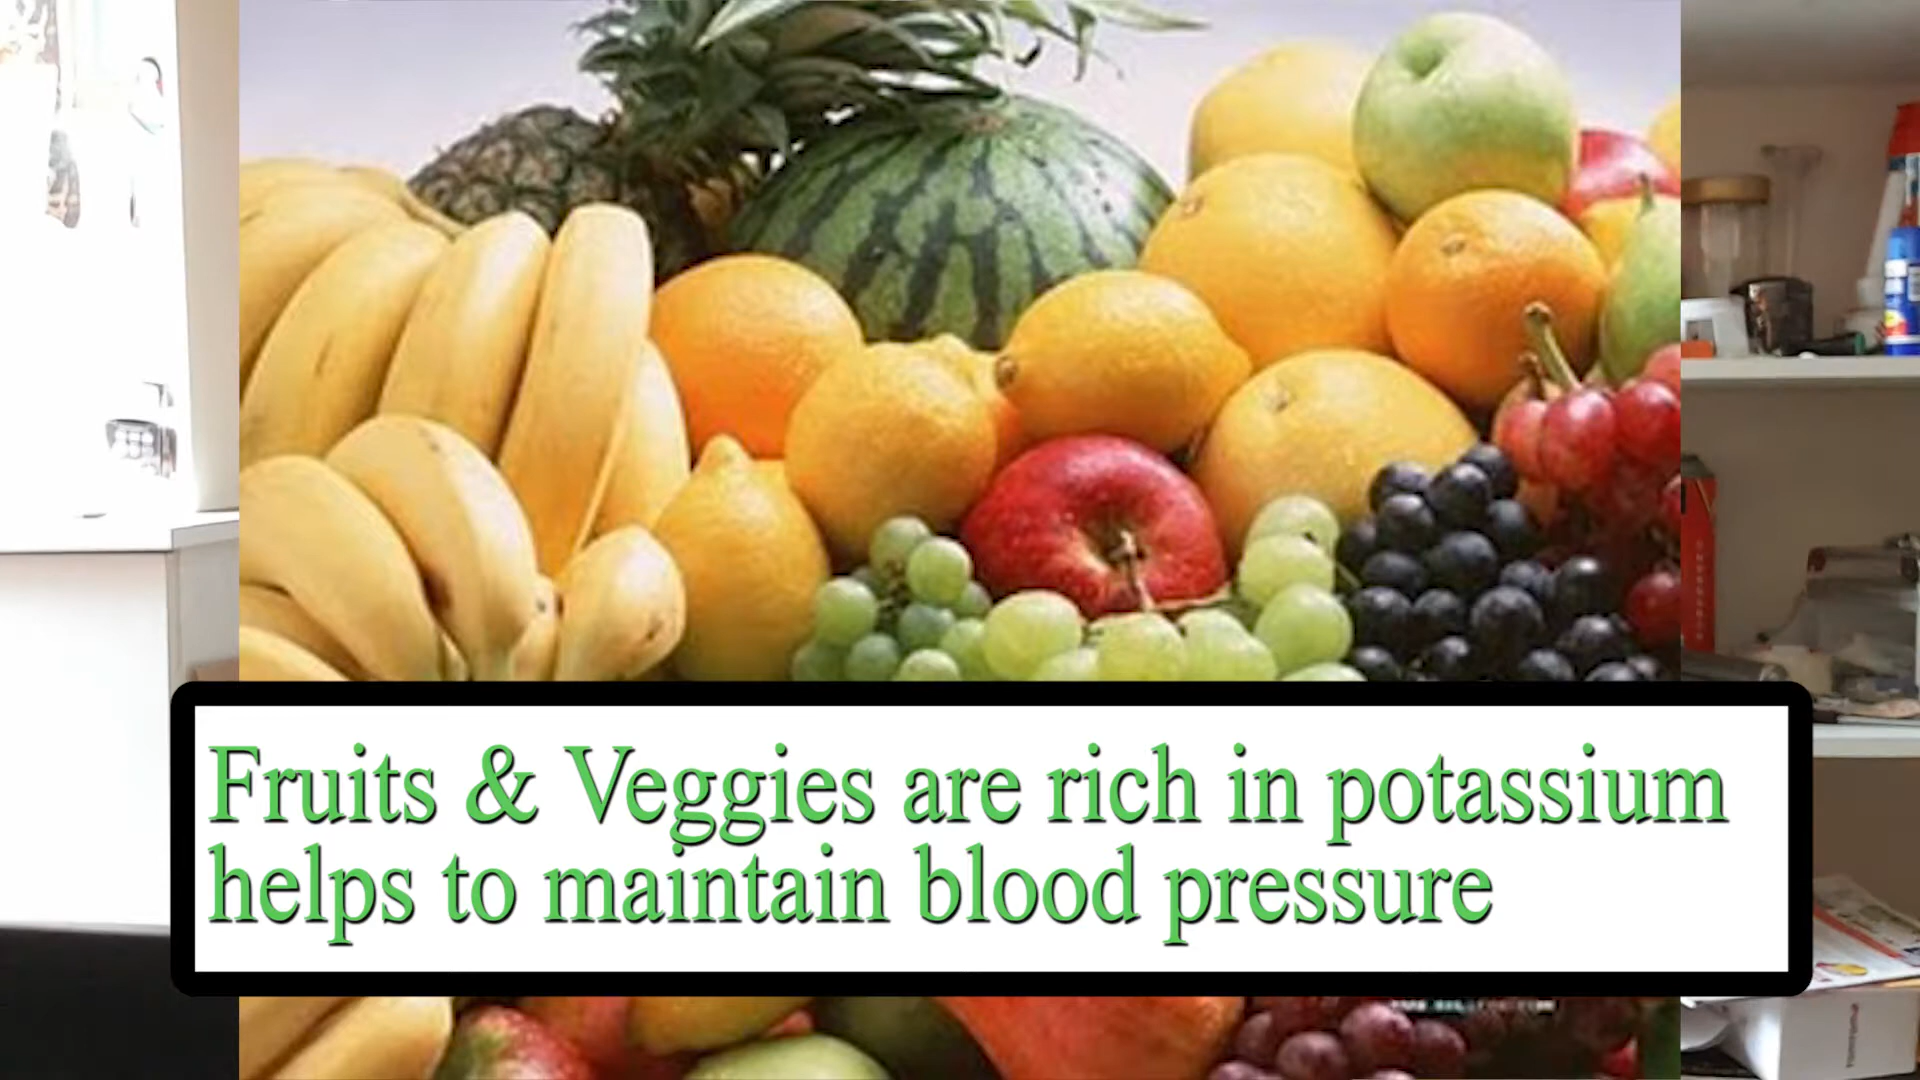 Fruits & Veggies are rich in potassium
helps to maintain blood pressure